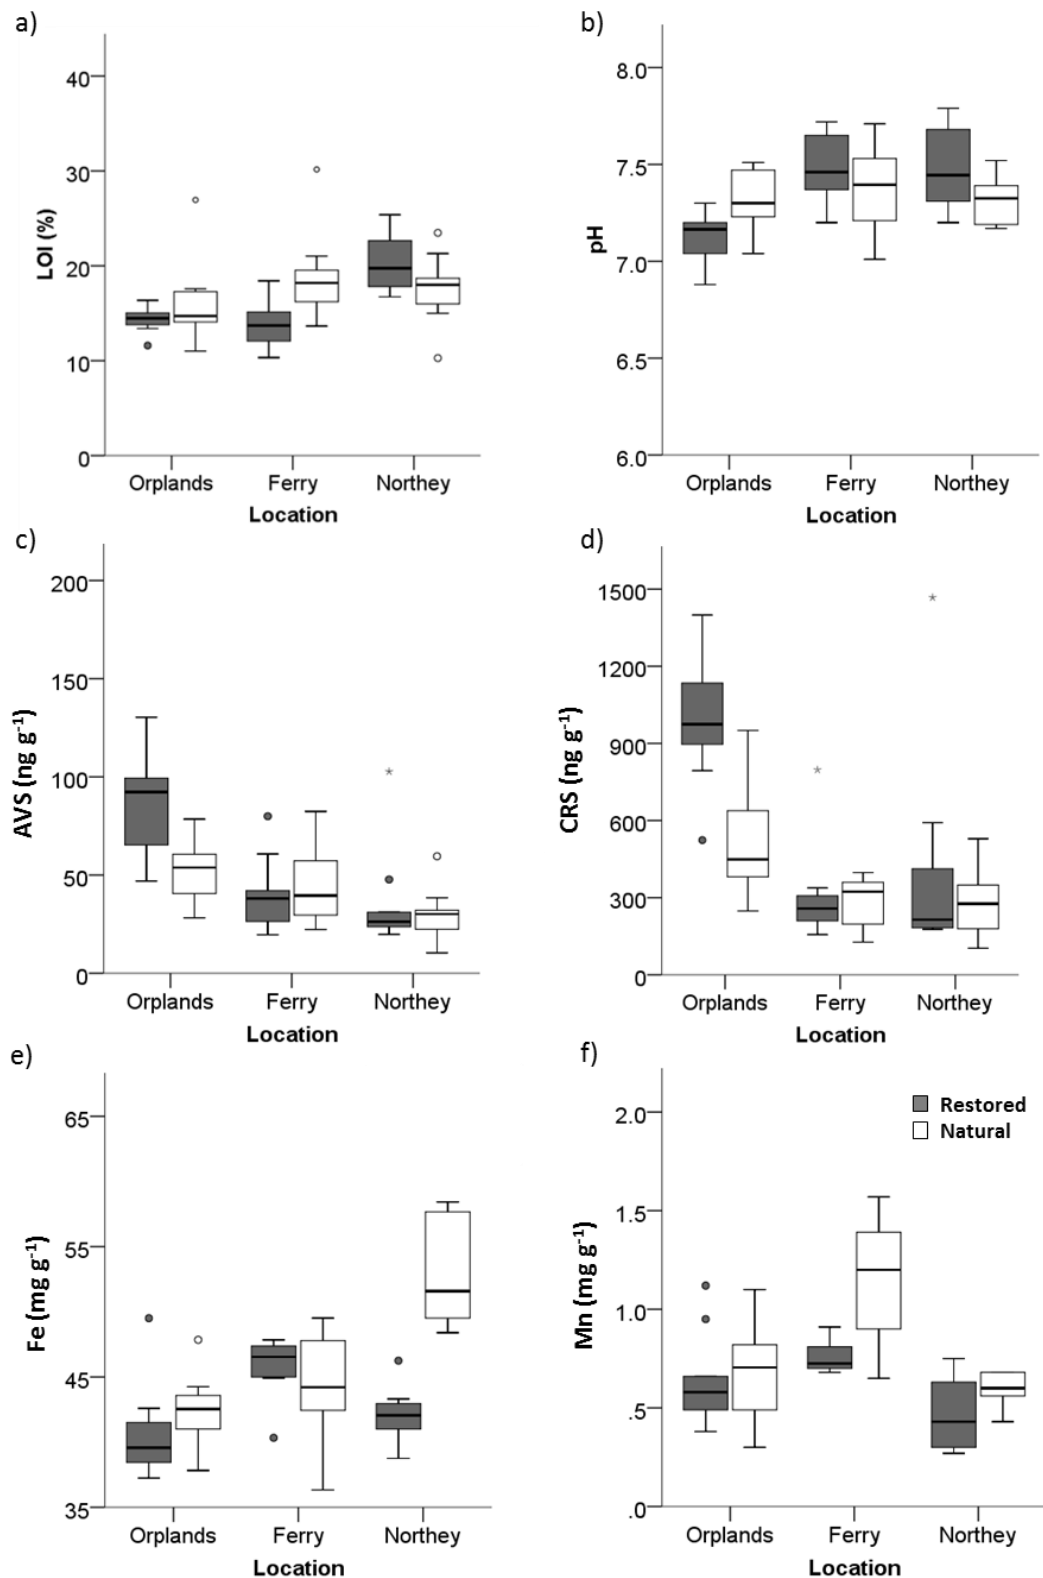 a)
LOI (%)
40
30
20
10
0
Orplands Ferry Northey
Location
b)
pH
8.0
7.5
7.0
6.5
6.0
Orplands Ferry Northey
Location
c)
AVS (ng g⁻¹)
200
150
100
50
0
*
Orplands Ferry Northey
Location
d)
CRS (ng g⁻¹)
1500
1200
900
600
300
0
*
*
Orplands Ferry Northey
Location
e)
Fe (mg g⁻¹)
65
55
45
35
Orplands Ferry Northey
Location
f)
Mn (mg g⁻¹)
2.0
1.5
1.0
.5
.0
Restored
Natural
Orplands Ferry Northey
Location